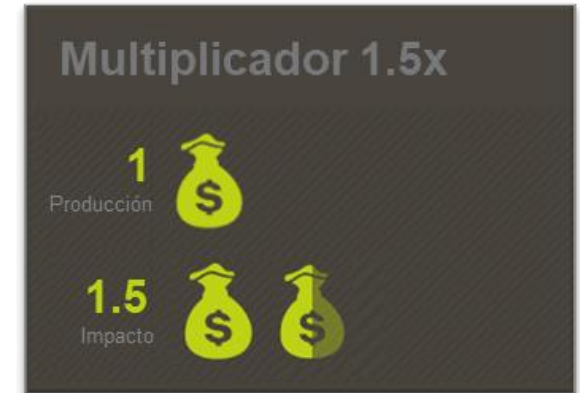 Multiplicador 1.5x
1
Producción
$
1.5
Impacto
$ $